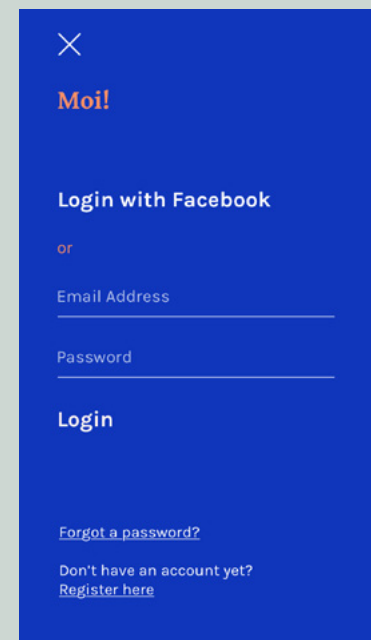 Moi!
Login with Facebook
or
Email Address
Password
Login
Forgot a password?
Don't have an account yet?
Register here